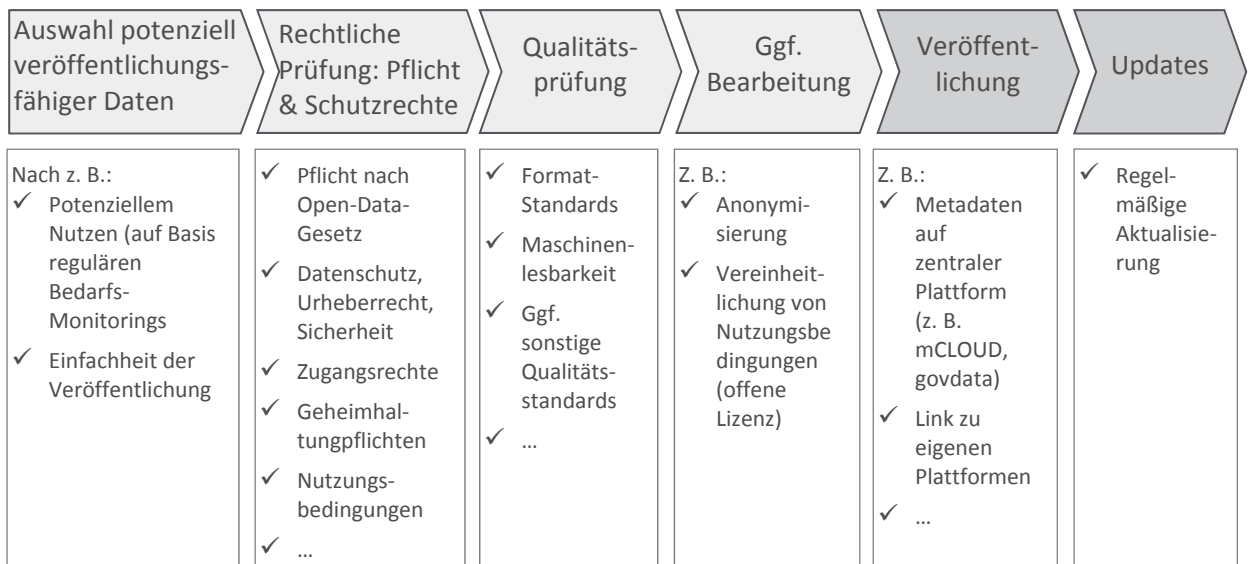 Auswahl potenziell
veröffentlichungs-
fähiger Daten
Rechtliche
Prüfung: Pflicht
& Schutzrechte
Qualitäts-
prüfung
Ggf.
Bearbeitung
Veröffent-
lichung
Updates
Nach z. B.:
✓ Potenziellem
Nutzen (auf Basis
regulären
Bedarfs-
Monitorings
✓ Einfachheit der
Veröffentlichung
✓ Pflicht nach
Open-Data-
Gesetz
✓ Datenschutz,
Urheberrecht,
Sicherheit
✓ Zugangsrechte
✓ Geheimhal-
tungpflichten
✓ Nutzungs-
bedingungen
✓ …
✓ Format-
Standards
✓ Maschinen-
lesbarkeit
✓ Ggf.
sonstige
Qualitäts-
standards
✓ …
Z. B.:
✓ Anonymi-
sierung
✓ Vereinheit-
lichung von
Nutzungsbe
dingungen
(offene
Lizenz)
Z. B.:
✓ Metadaten
auf
zentraler
Plattform
(z. B.
mCLOUD,
govdata)
✓ Link zu
eigenen
Plattformen
✓ …
✓ Regel-
mäßige
Aktualisie-
rung